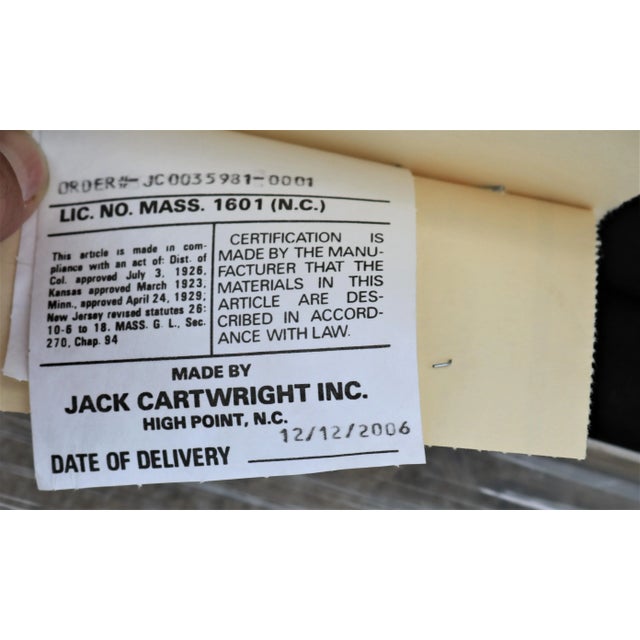 ORDER#-JC0035981-0001
LIC. NO. MASS. 1601 (N.C.)
This article is made in com-
pliance with an act of: Dist. of
Col. approved July 3, 1926,
Kansas approved March 1923,
Minn., approved April 24, 1929;
New Jersey revised statutes 26:
10-6 to 18. MASS. G. L., Sec.
270, Chap. 94
CERTIFICATION IS
MADE BY THE MANU-
FACTURER THAT THE
MATERIALS IN THIS
ARTICLE ARE DES-
CRIBED IN ACCORD-
ANCE WITH LAW.
MADE BY
JACK CARTWRIGHT INC.
HIGH POINT, N.C.
12/12/2006
DATE OF DELIVERY